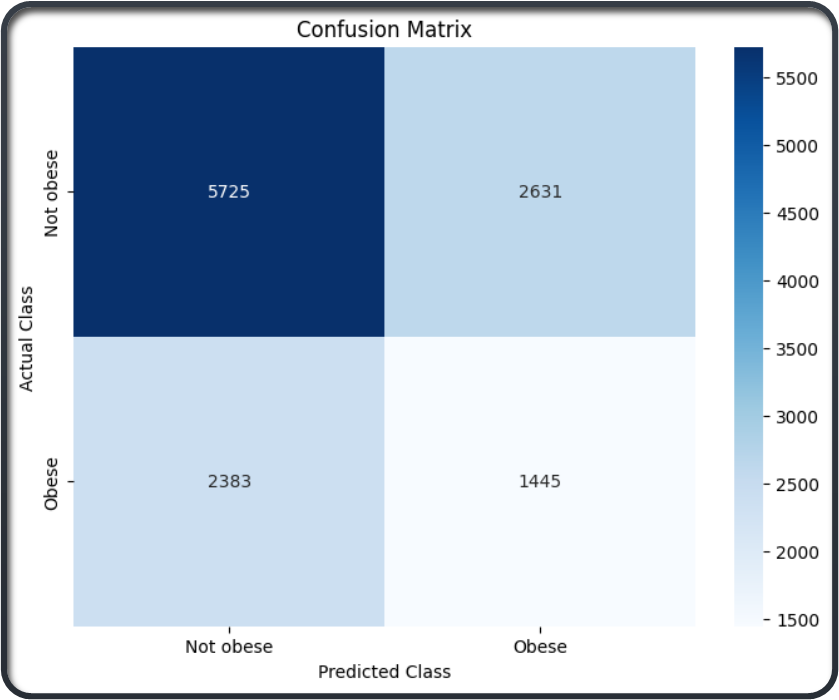 Confusion Matrix
Not obese
5725
2631
Obese
2383
1445
Actual Class
Not obese
Obese
Predicted Class
5500
5000
4500
4000
3500
3000
2500
2000
1500